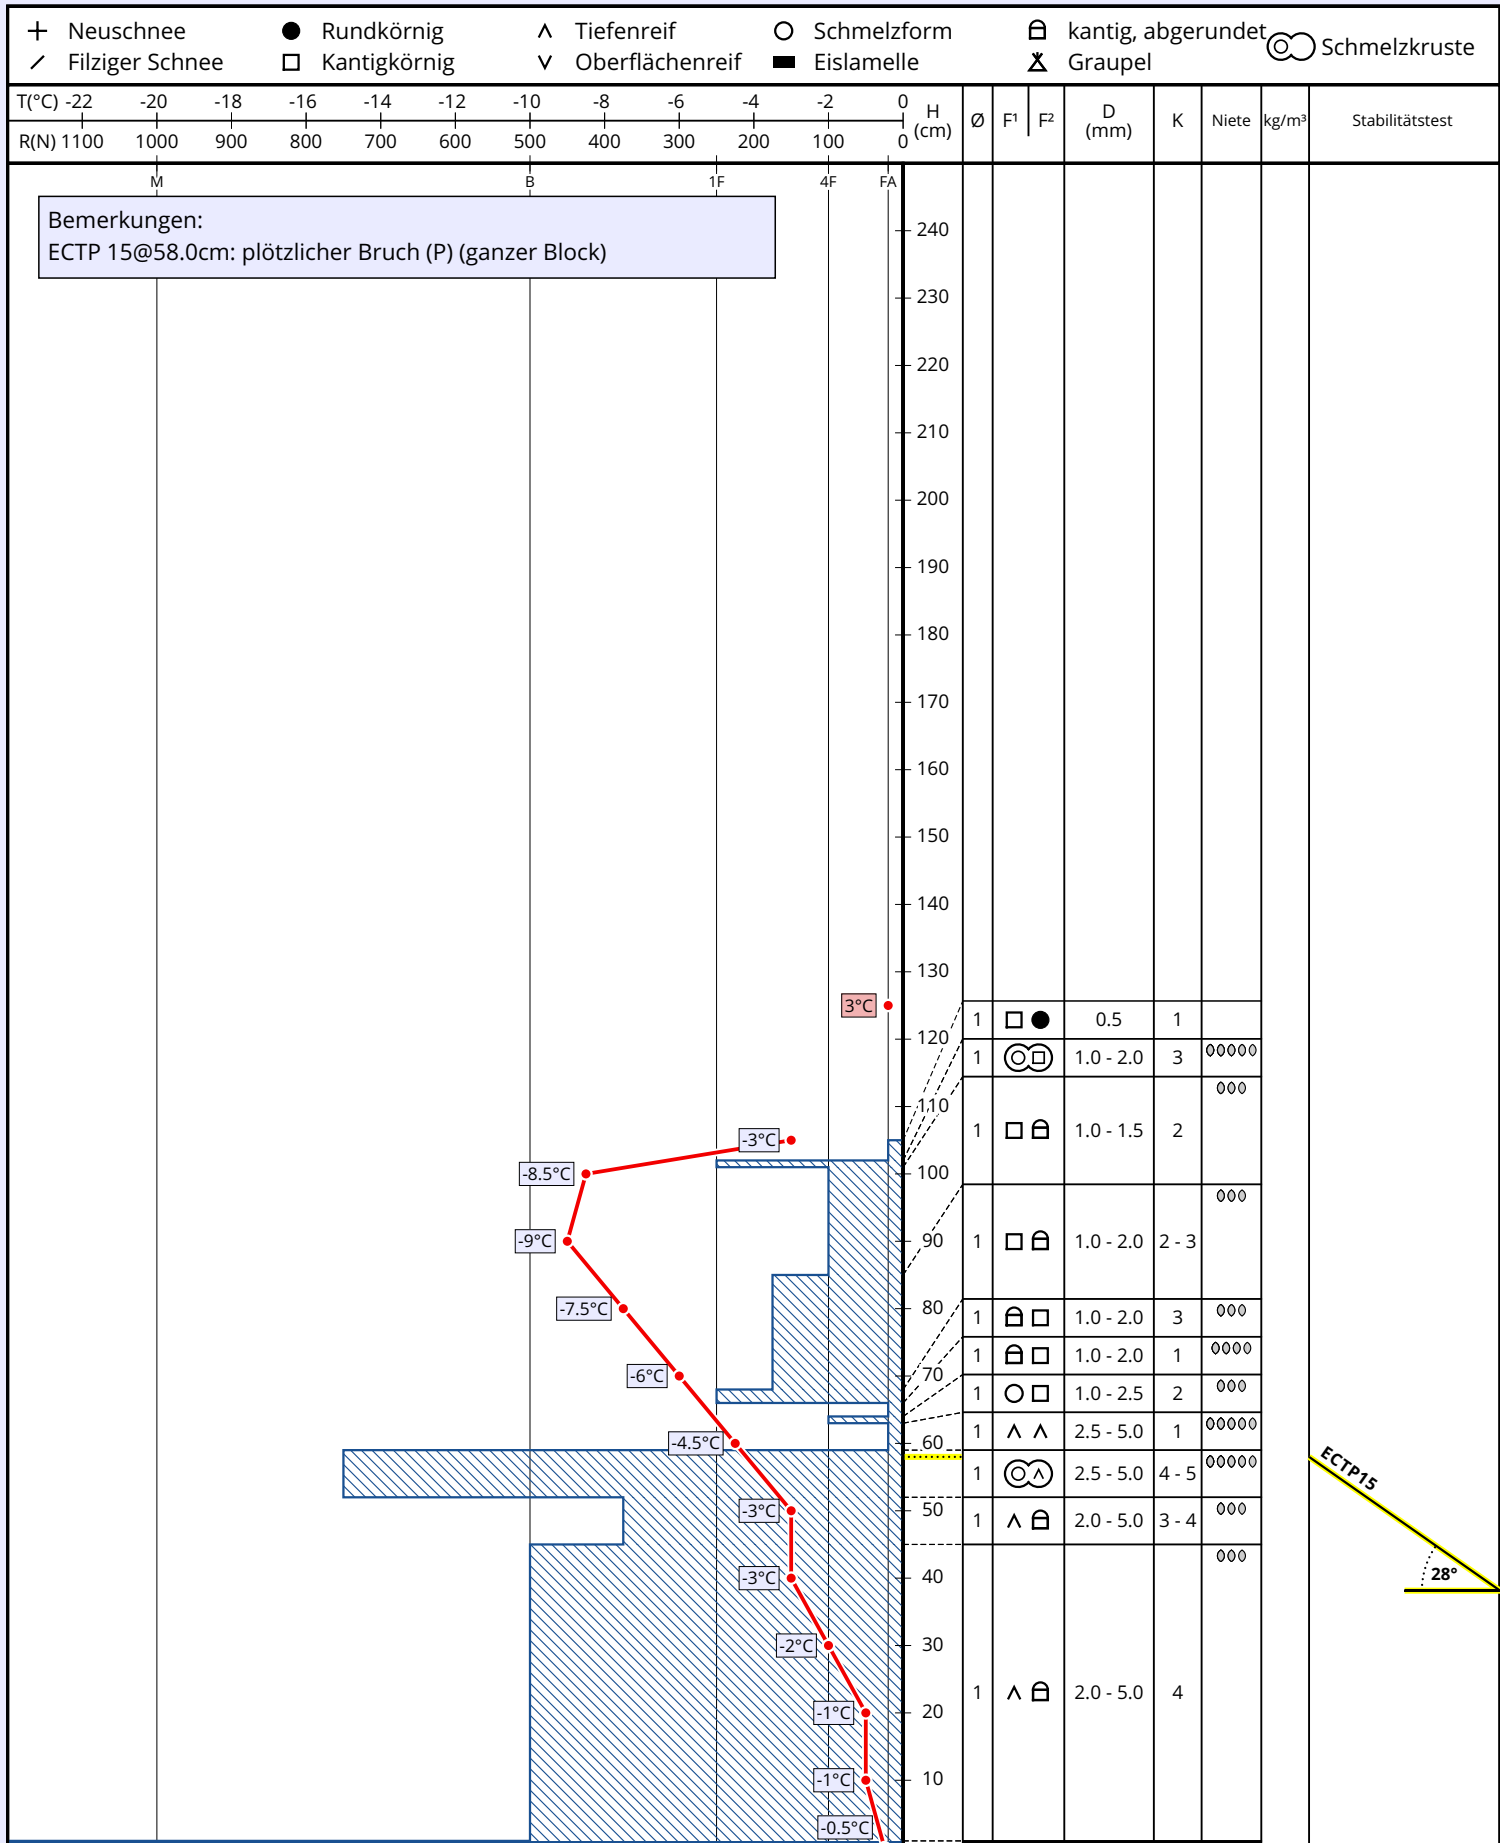 Neuschnee Rundkörnig Tiefenreif Schmelzform kantig, abgerundet Schmelzkruste
Filziger Schnee Kantigkörnig Oberflächenreif Eislamelle Graupel
T(°C) -22 -20 -18 -16 -14 -12 -10 -8 -6 -4 -2 0
R(N) 1100 1000 900 800 700 600 500 400 300 200 100 0
H (cm) Ø F¹ F² D (mm) K Niete kg/m³ Stabilitätstest
M B 1F 4F FA
Bemerkungen:
ECTP 15@58.0cm: plötzlicher Bruch (P) (ganzer Block)
240
230
220
210
200
190
180
170
160
150
140
130
3°C
1 0.5 1
120
1 1.0 - 2.0 3
110
1 1.0 - 1.5 2
-3°C
-8.5°C 100
-9°C 90 1 1.0 - 2.0 2 - 3
-7.5°C 80
1 1.0 - 2.0 3
1 1.0 - 2.0 1
-6°C 70
1 1.0 - 2.5 2
1 2.5 - 5.0 1
-4.5°C 60
ECTP15
1 2.5 - 5.0 4 - 5
-3°C 50
1 2.0 - 5.0 3 - 4
28°
-3°C 40
-2°C 30
1 2.0 - 5.0 4
-1°C 20
-1°C 10
-0.5°C